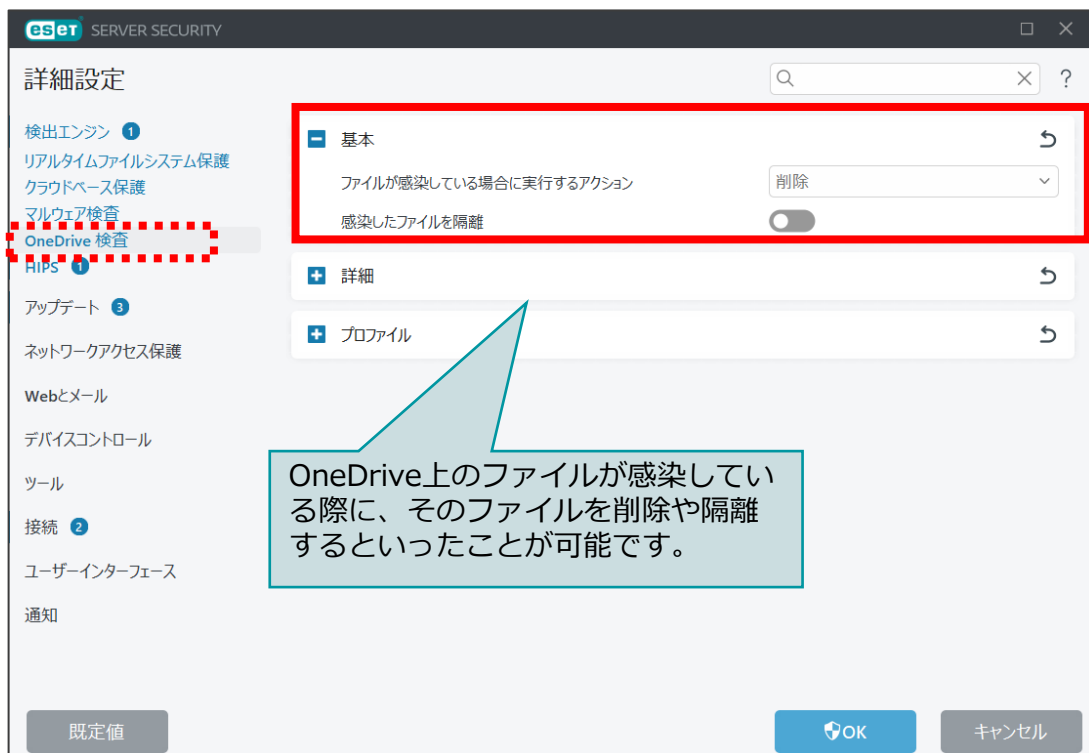 eset SERVER SECURITY
詳細設定
?
検出エンジン 1
リアルタイムファイルシステム保護
クラウドベース保護
マルウェア検査
OneDrive 検査
HIPS 1
アップデート 3
ネットワークアクセス保護
Webとメール
デバイスコントロール
ツール
接続 2
ユーザーインターフェース
通知
基本
ファイルが感染している場合に実行するアクション
削除
感染したファイルを隔離
詳細
プロファイル
OneDrive上のファイルが感染してい
る際に、そのファイルを削除や隔離
するといったことが可能です。
既定値
OK
キャンセル